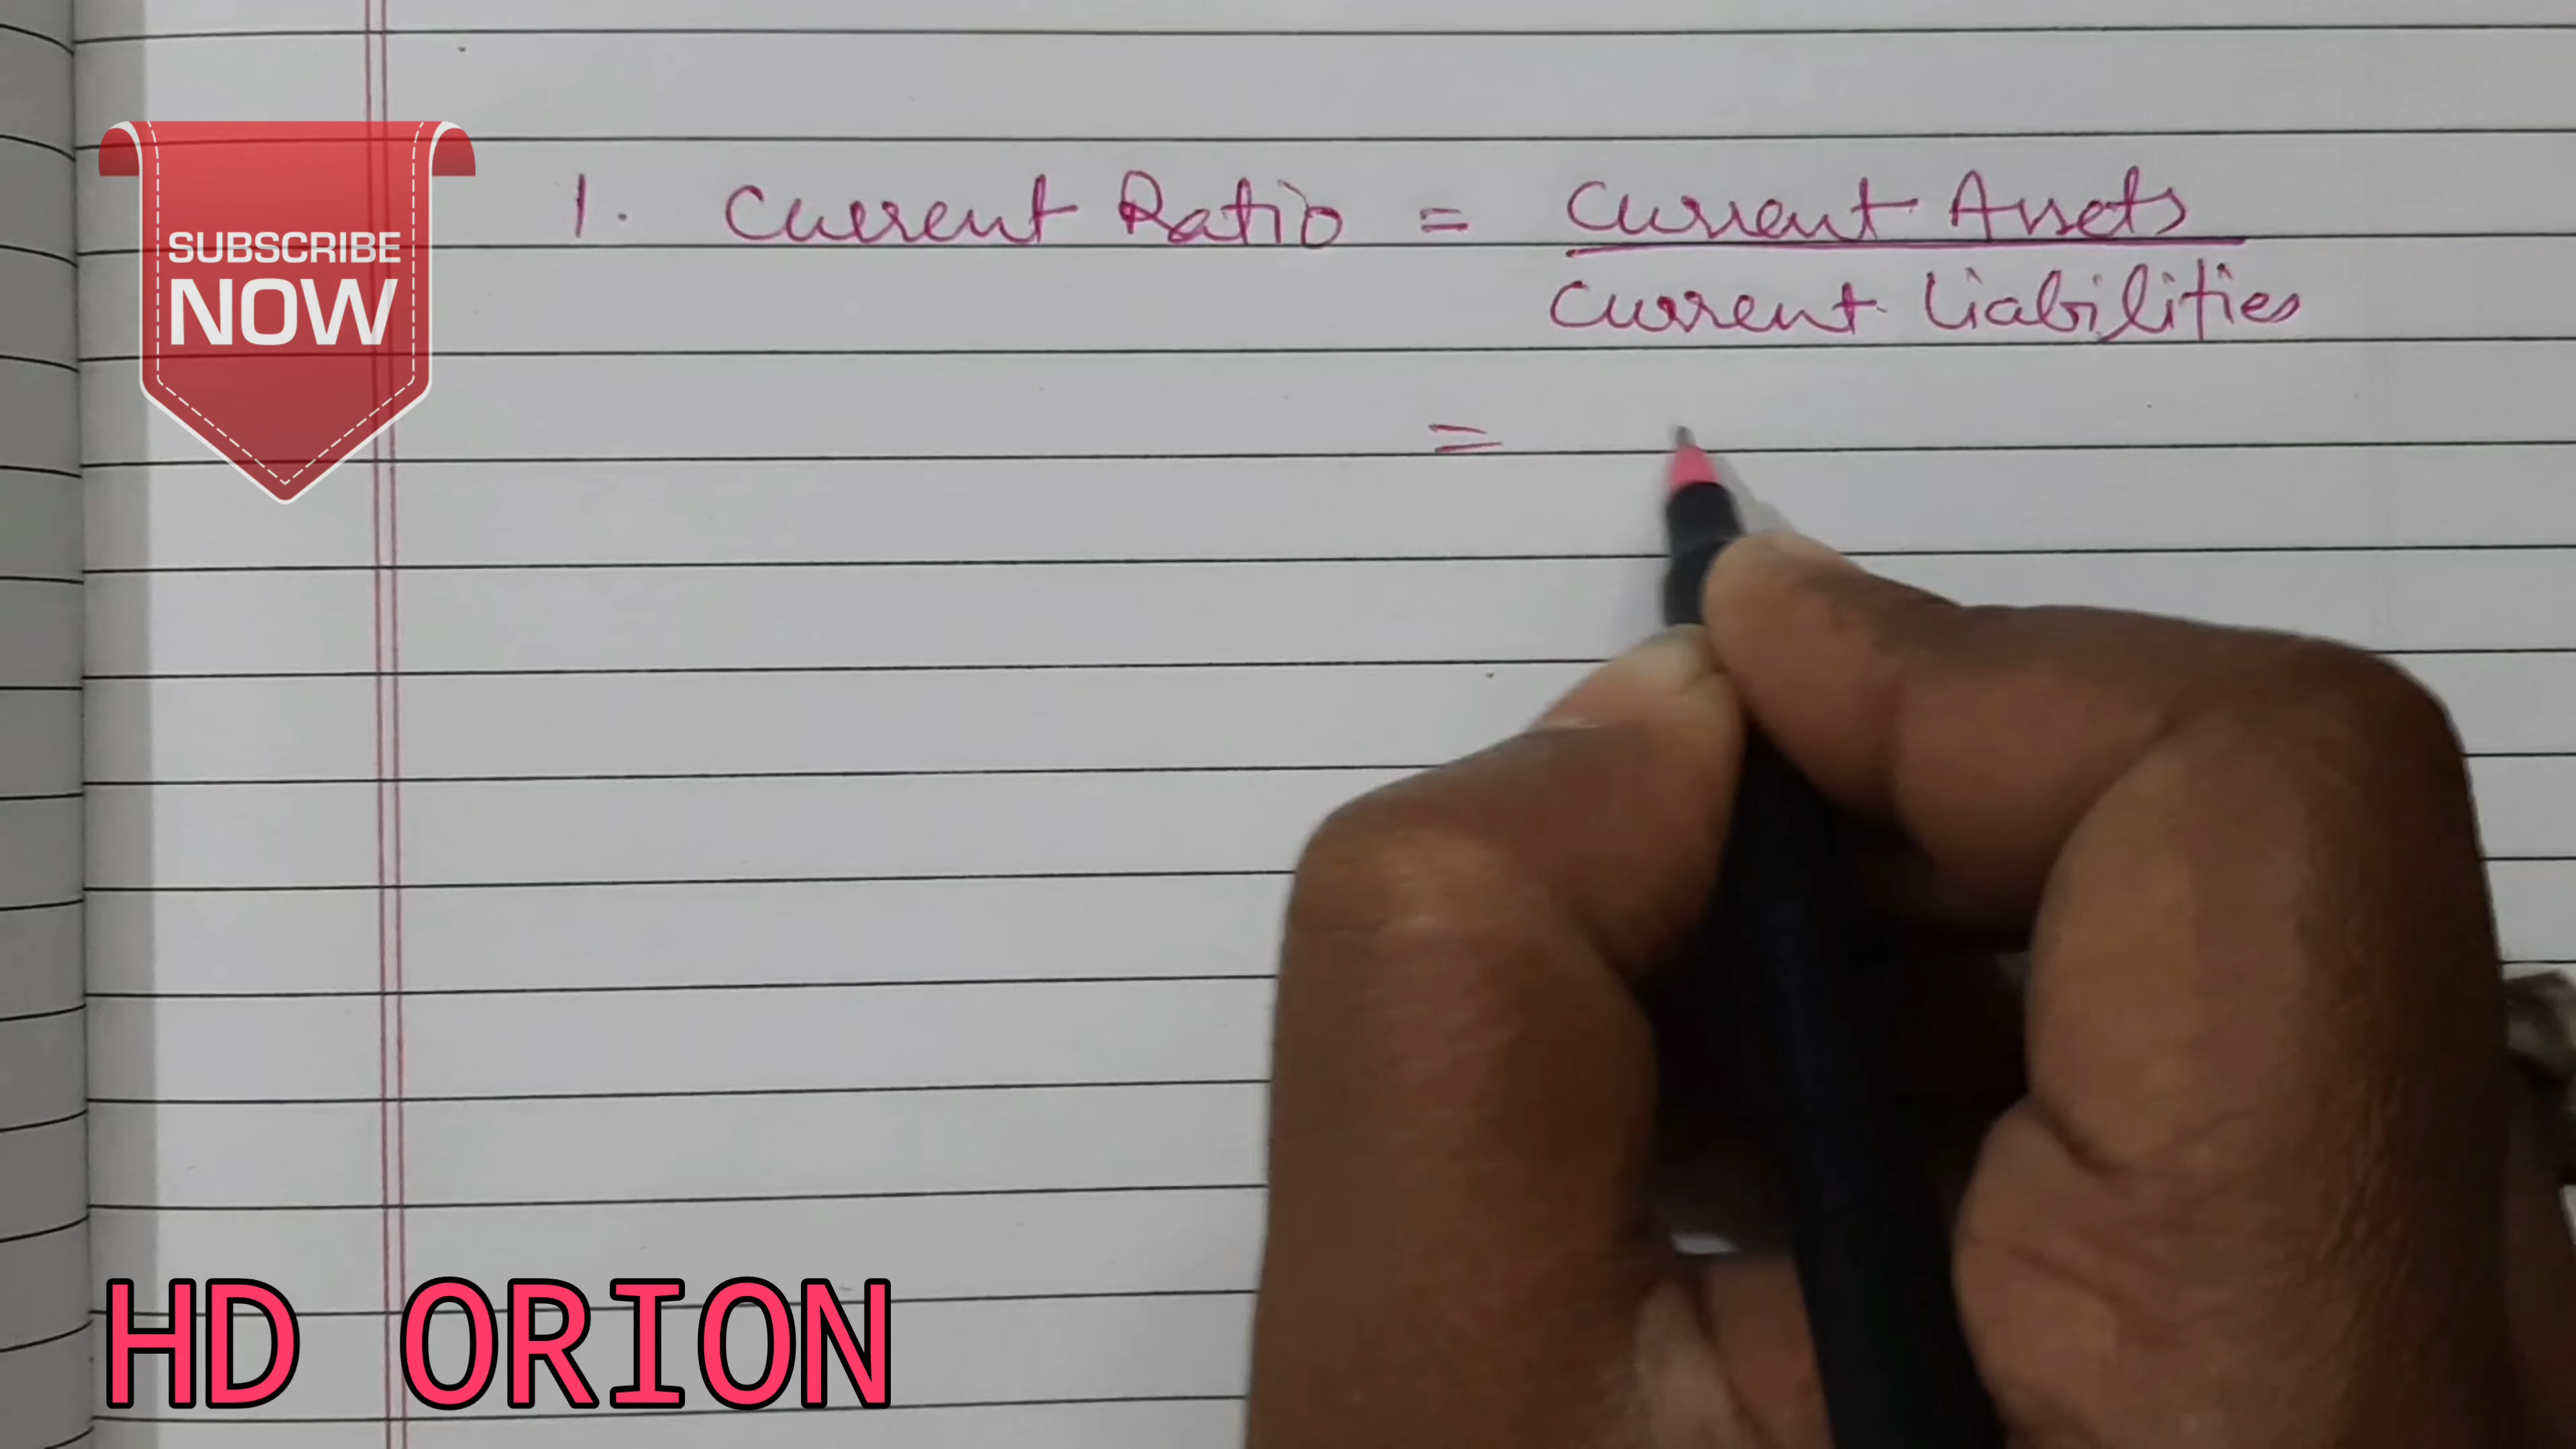 SUBSCRIBE
NOW
1. Current Ratio = Current Assets
Current Liabilities
=
HD ORION